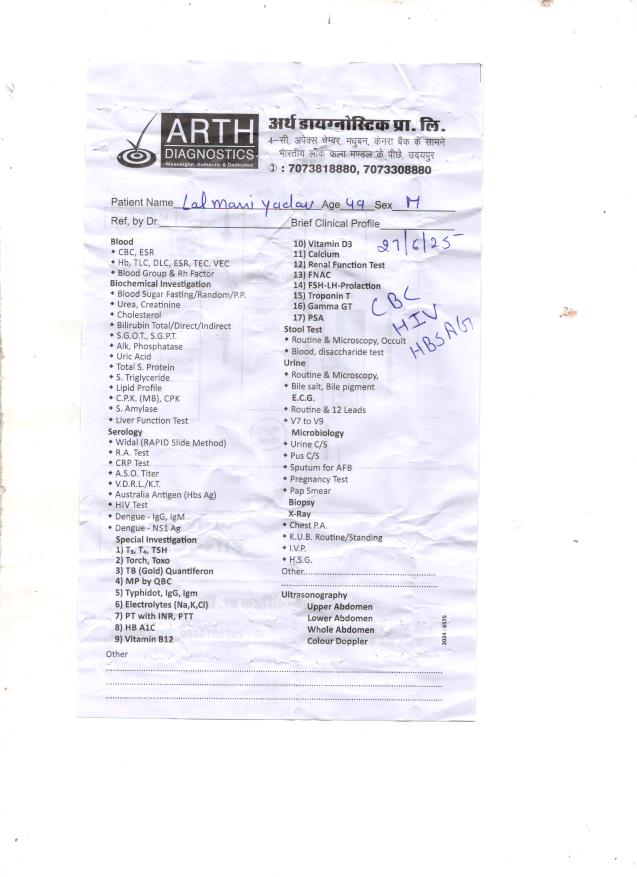 ARTH
DIAGNOSTICS
Meaningful, Authentic & Dedicated
अर्थ डायग्नोस्टिक प्रा. लि.
4-सी, अपेक्स चेम्बर, मधुबन, केनरा बैंक के सामने
भारतीय लोक कला मण्डल के पीछे, उदयपुर
: 7073818880, 7073308880
Patient Name Lalmani Yadav Age 49 Sex M
Ref, by Dr. Brief Clinical Profile
27/6/25
CBC
HIV
HBSAG
Blood
CBC, ESR
Hb, TLC, DLC, ESR, TEC, VEC
Blood Group & Rh Factor
Biochemical Investigation
Blood Sugar Fasting/Random/P.P.
Urea, Creatinine
Cholesterol
Bilirubin Total/Direct/Indirect
S.G.O.T., S.G.P.T.
Alk, Phosphatase
Uric Acid
Total S. Protein
S. Triglyceride
Lipid Profile
C.P.K. (MB), CPK
S. Amylase
Liver Function Test
Serology
Widal (RAPID Slide Method)
R.A. Test
CRP Test
A.S.O. Titer
V.D.R.L./K.T.
Australia Antigen (Hbs Ag)
HIV Test
Dengue - IgG, IgM
Dengue - NS1 Ag
Special Investigation
1) T₃, T₄, TSH
2) Torch, Toxo
3) TB (Gold) Quantiferon
4) MP by QBC
5) Typhidot, IgG, Igm
6) Electrolytes (Na,K,Cl)
7) PT with INR, PTT
8) HB A1C
9) Vitamin B12
10) Vitamin D3
11) Calcium
12) Renal Function Test
13) FNAC
14) FSH-LH-Prolaction
15) Troponin T
16) Gamma GT
17) PSA
Stool Test
Routine & Microscopy, Occult
Blood, disaccharide test
Urine
Routine & Microscopy,
Bile salt, Bile pigment
E.C.G.
Routine & 12 Leads
V7 to V9
Microbiology
Urine C/S
Pus C/S
Sputum for AFB
Pregnancy Test
Pap Smear
Biopsy
X-Ray
Chest P.A.
K.U.B. Routine/Standing
I.V.P.
H.S.G.
Other
Ultrasonography
Upper Abdomen
Lower Abdomen
Whole Abdomen
Colour Doppler
2024 - 6575
Other